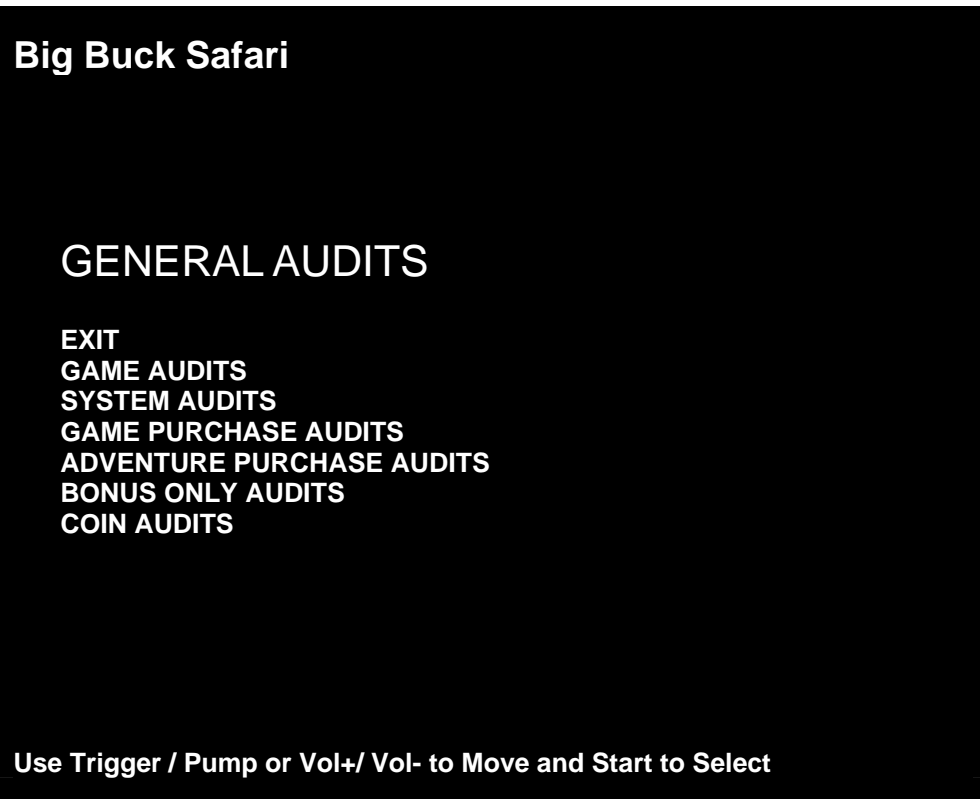 Big Buck Safari
GENERAL AUDITS
EXIT
GAME AUDITS
SYSTEM AUDITS
GAME PURCHASE AUDITS
ADVENTURE PURCHASE AUDITS
BONUS ONLY AUDITS
COIN AUDITS
Use Trigger / Pump or Vol+/ Vol- to Move and Start to Select